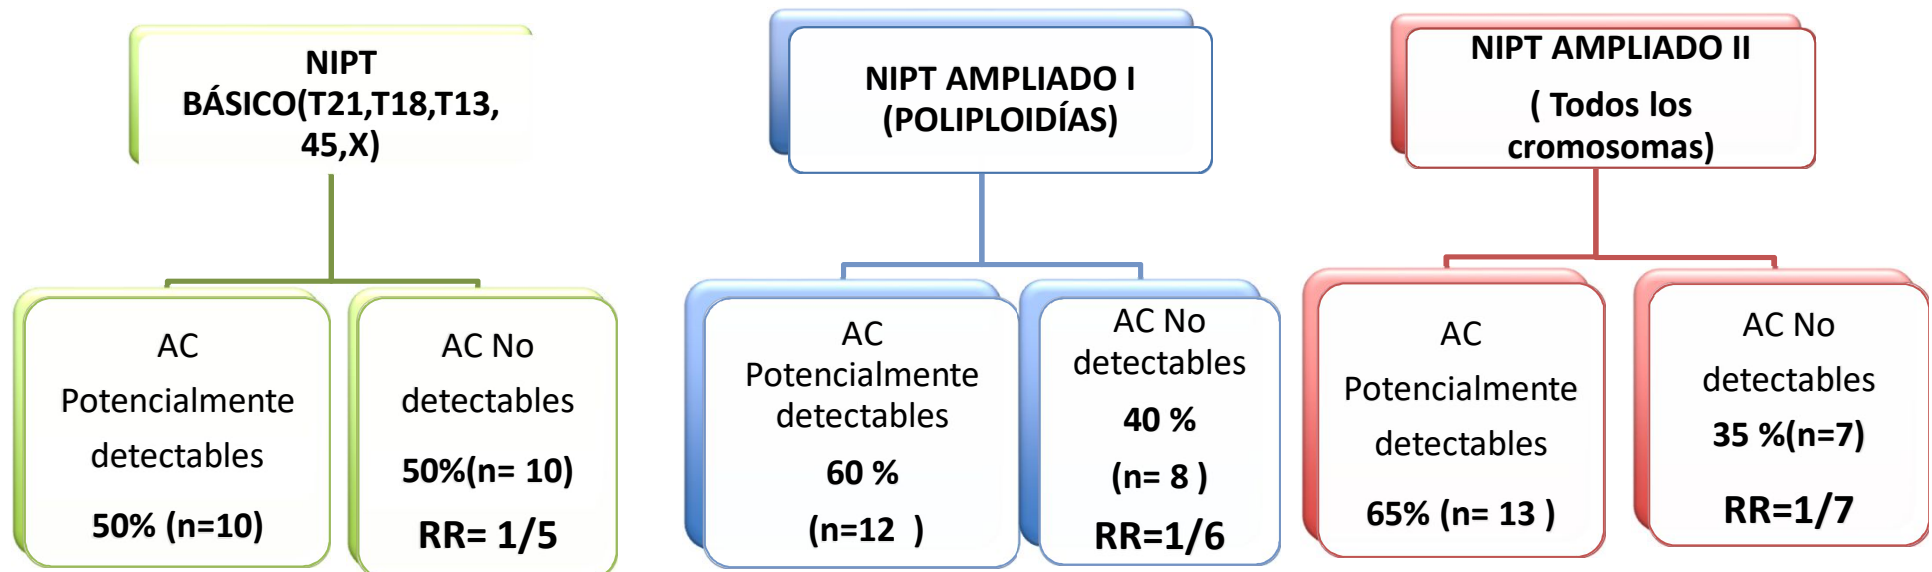 NIPT
BÁSICO(T21,T18,T13,
45,X)
AC
Potencialmente
detectables
50% (n=10)
AC No
detectables
50%(n= 10)
RR= 1/5
NIPT AMPLIADO I
(POLIPLOIDÍAS)
AC
Potencialmente
detectables
60 %
(n=12 )
AC No
detectables
40 %
(n= 8 )
RR=1/6
NIPT AMPLIADO II
( Todos los
cromosomas)
AC
Potencialmente
detectables
65% (n= 13 )
AC No
detectables
35 %(n=7)
RR=1/7